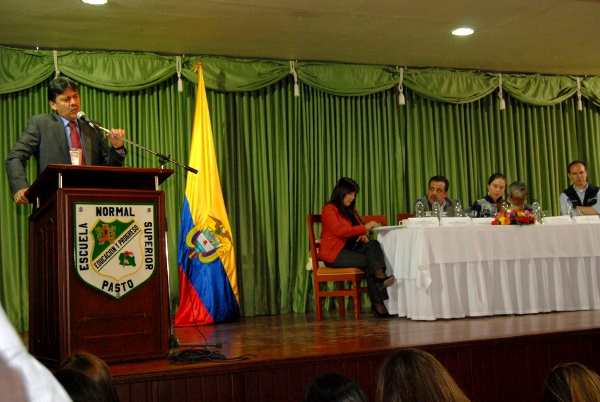 ESCUELA
NORMAL
SUPERIOR
EDUCACION Y PROGRESO
PASTO